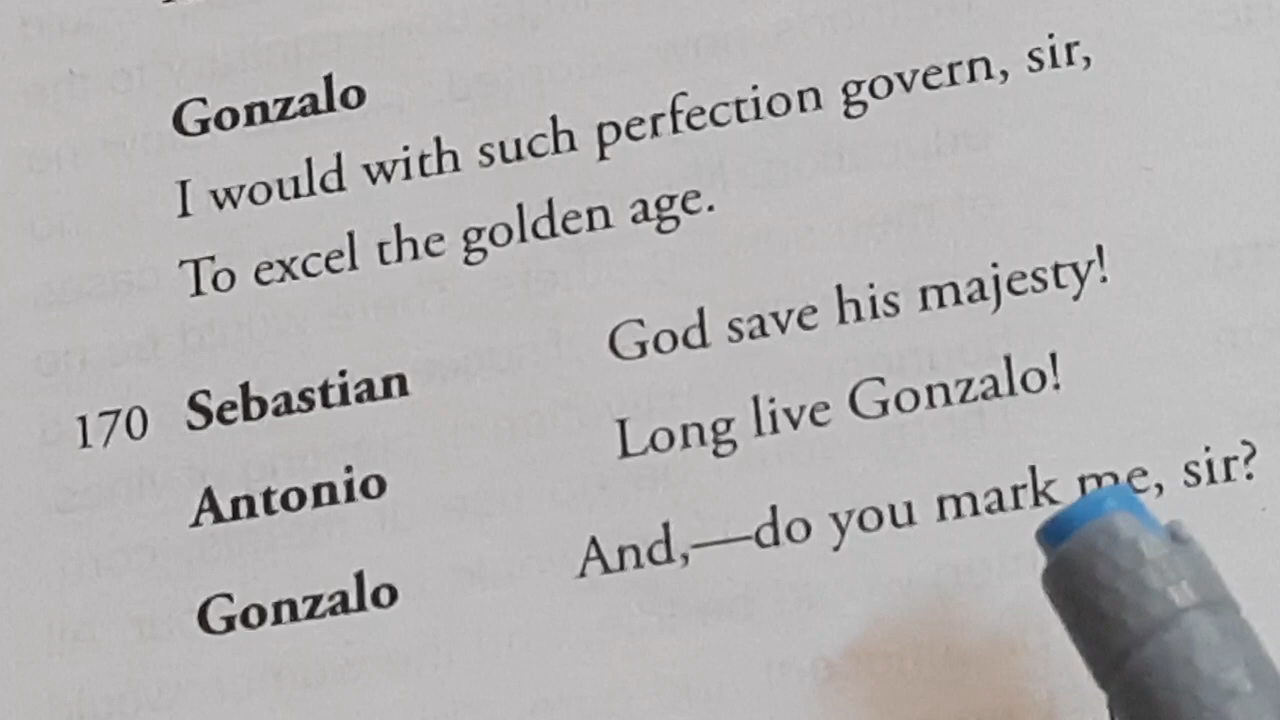 Gonzalo
I would with such perfection govern, sir,
To excel the golden age.
170 Sebastian God save his majesty!
Antonio Long live Gonzalo!
Gonzalo And,—do you mark me, sir?